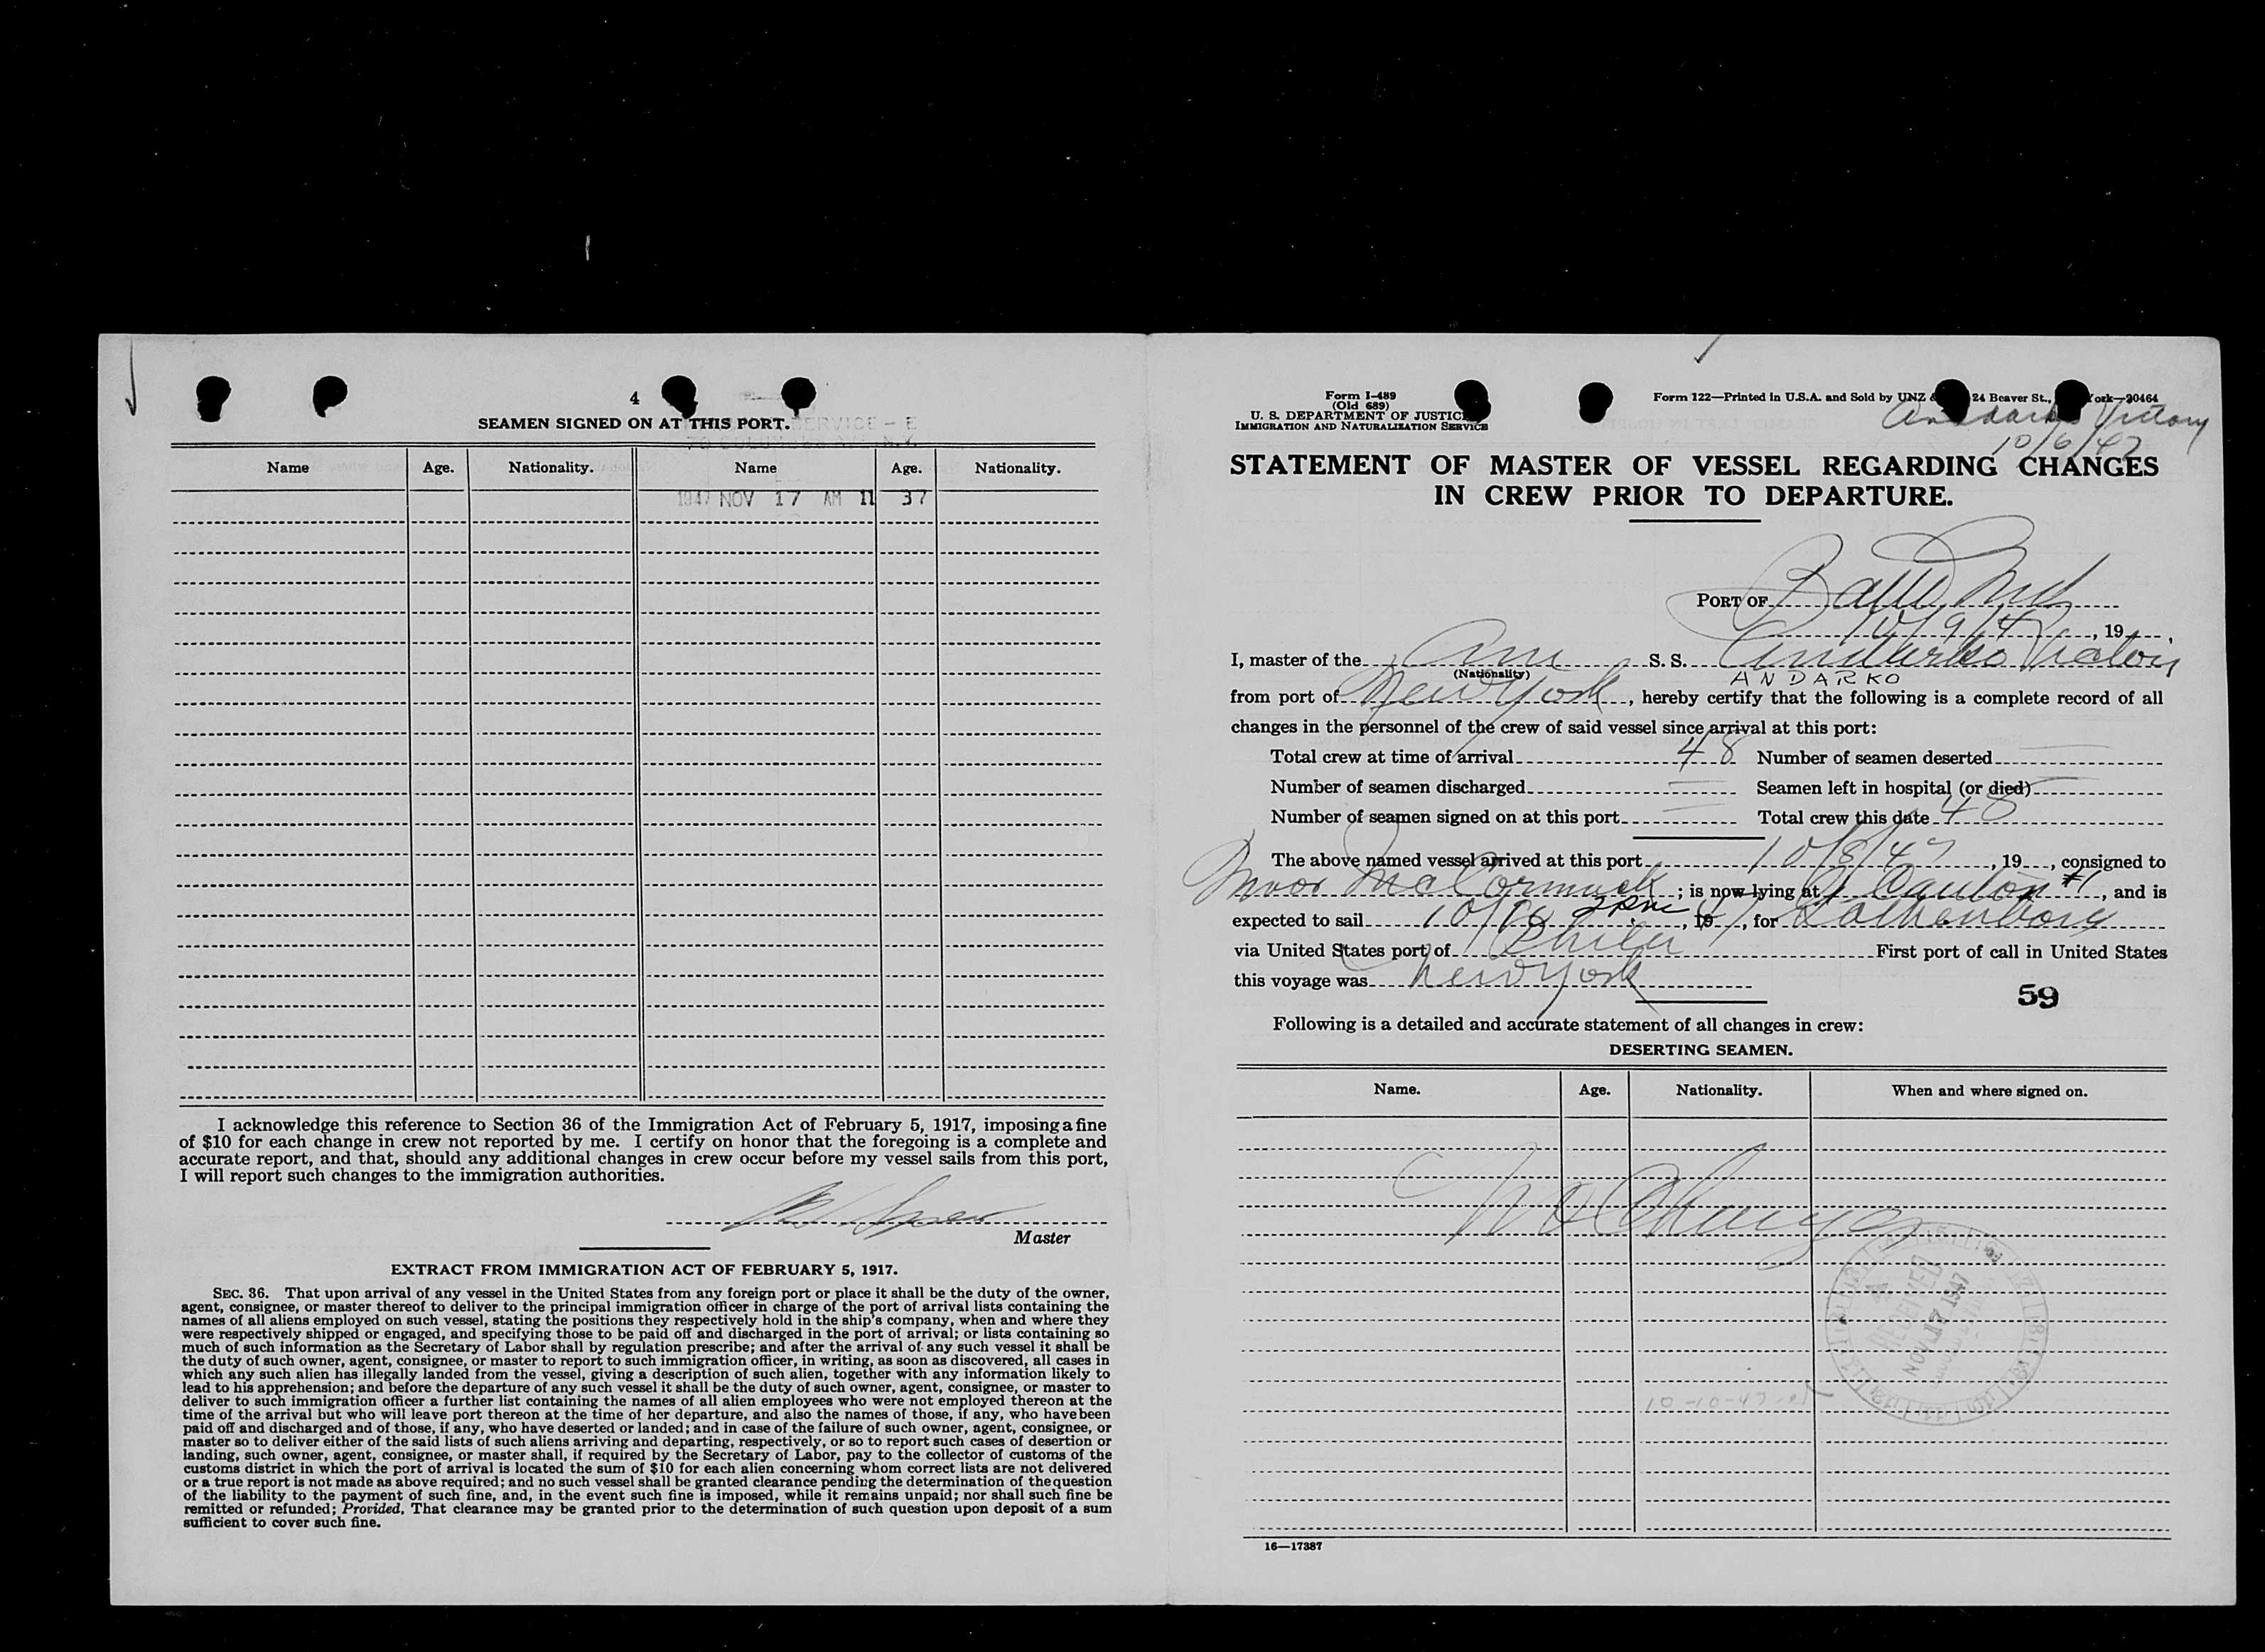 4
SEAMEN SIGNED ON AT THIS PORT.
SERVICE - E
Name Age. Nationality. Name Age. Nationality.
1947 NOV 17 AM 11 37
I acknowledge this reference to Section 36 of the Immigration Act of February 5, 1917, imposing a fine
of $10 for each change in crew not reported by me. I certify on honor that the foregoing is a complete and
accurate report, and that, should any additional changes in crew occur before my vessel sails from this port,
I will report such changes to the immigration authorities.
Master
EXTRACT FROM IMMIGRATION ACT OF FEBRUARY 5, 1917.
SEC. 36. That upon arrival of any vessel in the United States from any foreign port or place it shall be the duty of the owner,
agent, consignee, or master thereof to deliver to the principal immigration officer in charge of the port of arrival lists containing the
names of all aliens employed on such vessel, stating the positions they respectively hold in the ship's company, when and where they
were respectively shipped or engaged, and specifying those to be paid off and discharged in the port of arrival; or lists containing so
much of such information as the Secretary of Labor shall by regulation prescribe; and after the arrival of any such vessel it shall be
the duty of such owner, agent, consignee, or master to report to such immigration officer, in writing, as soon as discovered, all cases in
which any such alien has illegally landed from the vessel, giving a description of such alien, together with any information likely to
lead to his apprehension; and before the departure of any such vessel it shall be the duty of such owner, agent, consignee, or master to
deliver to such immigration officer a further list containing the names of all alien employees who were not employed thereon at the
time of the arrival but who will leave port thereon at the time of her departure, and also the names of those, if any, who have been
paid off and discharged and of those, if any, who have deserted or landed; and in case of the failure of such owner, agent, consignee, or
master so to deliver either of the said lists of such aliens arriving and departing, respectively, or so to report such cases of desertion or
landing, such owner, agent, consignee, or master shall, if required by the Secretary of Labor, pay to the collector of customs of the
customs district in which the port of arrival is located the sum of $10 for each alien concerning whom correct lists are not delivered
or a true report is not made as above required; and no such vessel shall be granted clearance pending the determination of the question
of the liability to the payment of such fine, and, in the event such fine is imposed, while it remains unpaid; nor shall such fine be
remitted or refunded; Provided, That clearance may be granted prior to the determination of such question upon deposit of a sum
sufficient to cover such fine.
Form I-489
(Old 689)
U. S. DEPARTMENT OF JUSTICE
IMMIGRATION AND NATURALIZATION SERVICE
Form 122—Printed in U.S.A. and Sold by UNZ & 24 Beaver St., York—30464
Andarko Victory
10/6/47
STATEMENT OF MASTER OF VESSEL REGARDING CHANGES
IN CREW PRIOR TO DEPARTURE.
PORT OF Balto Md
10/9/47, 19 ,
I, master of the Am S. S. Andarko Victory
(Nationality) ANDARKO
from port of New York, hereby certify that the following is a complete record of all
changes in the personnel of the crew of said vessel since arrival at this port:
Total crew at time of arrival 48 Number of seamen deserted —
Number of seamen discharged — Seamen left in hospital (or died) —
Number of seamen signed on at this port — Total crew this date 48
The above named vessel arrived at this port 10/8/47, 19 , consigned to
Moor McCormack; is now lying at Canton #1, and is
expected to sail 10/10 2 pm, 1947, for Gothenborg
via United States port of Phila First port of call in United States
this voyage was New York
59
Following is a detailed and accurate statement of all changes in crew:
DESERTING SEAMEN.
Name. Age. Nationality. When and where signed on.
No Changes
RECEIVED
NOV 17 1947
10-10-47
16—17387